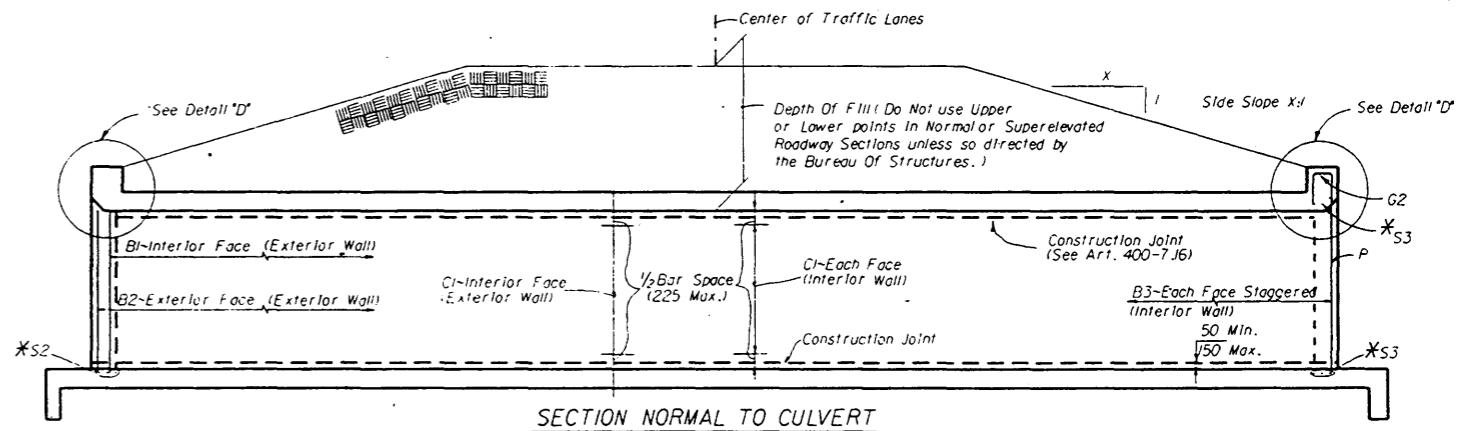 Center of Traffic Lanes
See Detail "D"
X
1
Side Slope X:1
See Detail "D"
Depth Of Fill ( Do Not use Upper
or Lower points in Normal or Superelevated
Roadway Sections unless so directed by
the Bureau Of Structures. )
G2
*S3
P
B1~Interior Face (Exterior Wall)
C1~Interior Face
(Exterior Wall)
1/2 Bar Space
(225 Max.)
C1~Each Face
(Interior Wall)
Construction Joint
(See Art. 400-7.16)
B2~Exterior Face (Exterior Wall)
B3~Each Face Staggered
(Interior Wall)
50 Min.
150 Max.
*S2
Construction Joint
*S3
SECTION NORMAL TO CULVERT